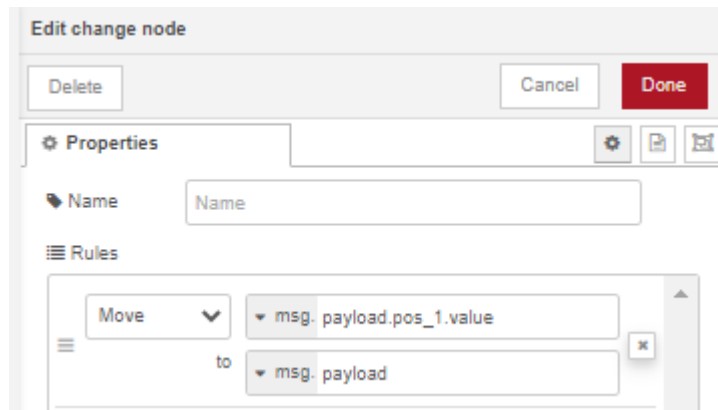 Edit change node
Delete Cancel Done
Properties
Name Name
Rules
Move msg. payload.pos_1.value
to msg. payload